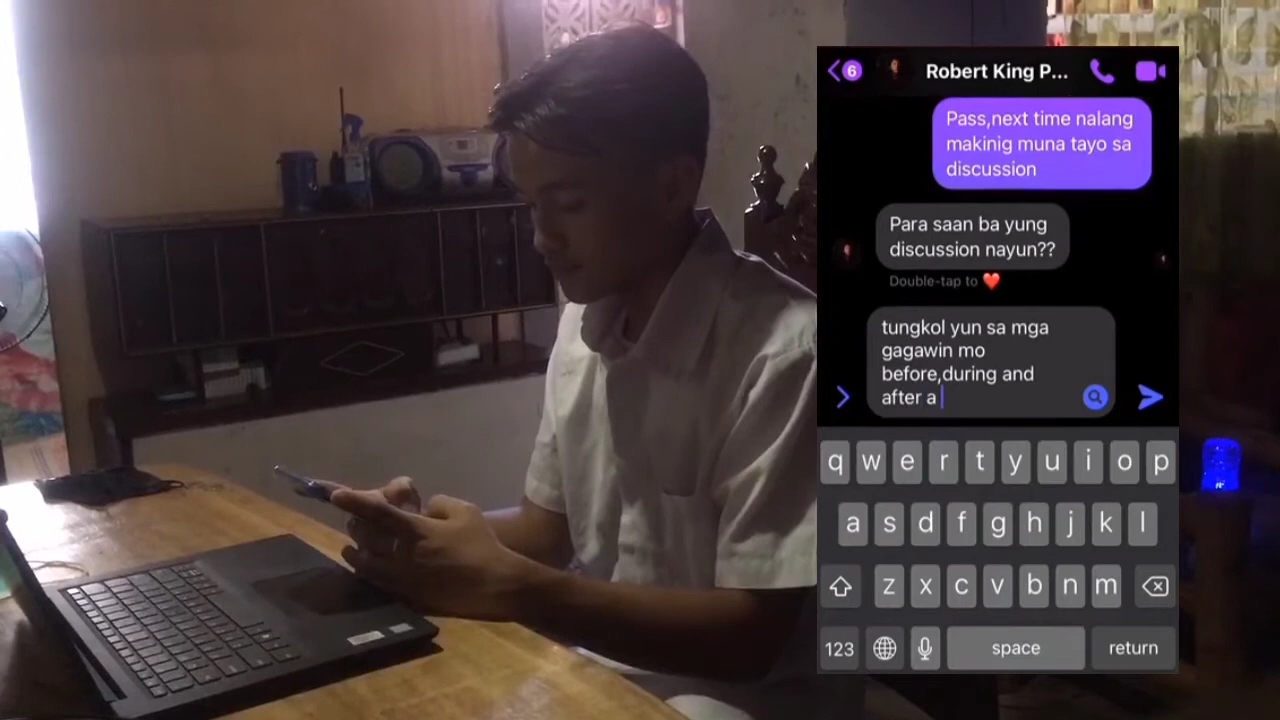 6
Robert King P...
Pass,next time nalang
makinig muna tayo sa
discussion
Para saan ba yung
discussion nayun??
Double-tap to ❤️
tungkol yun sa mga
gagawin mo
before,during and
after a
q w e r t y u i o p
a s d f g h j k l
z x c v b n m
123
space
return